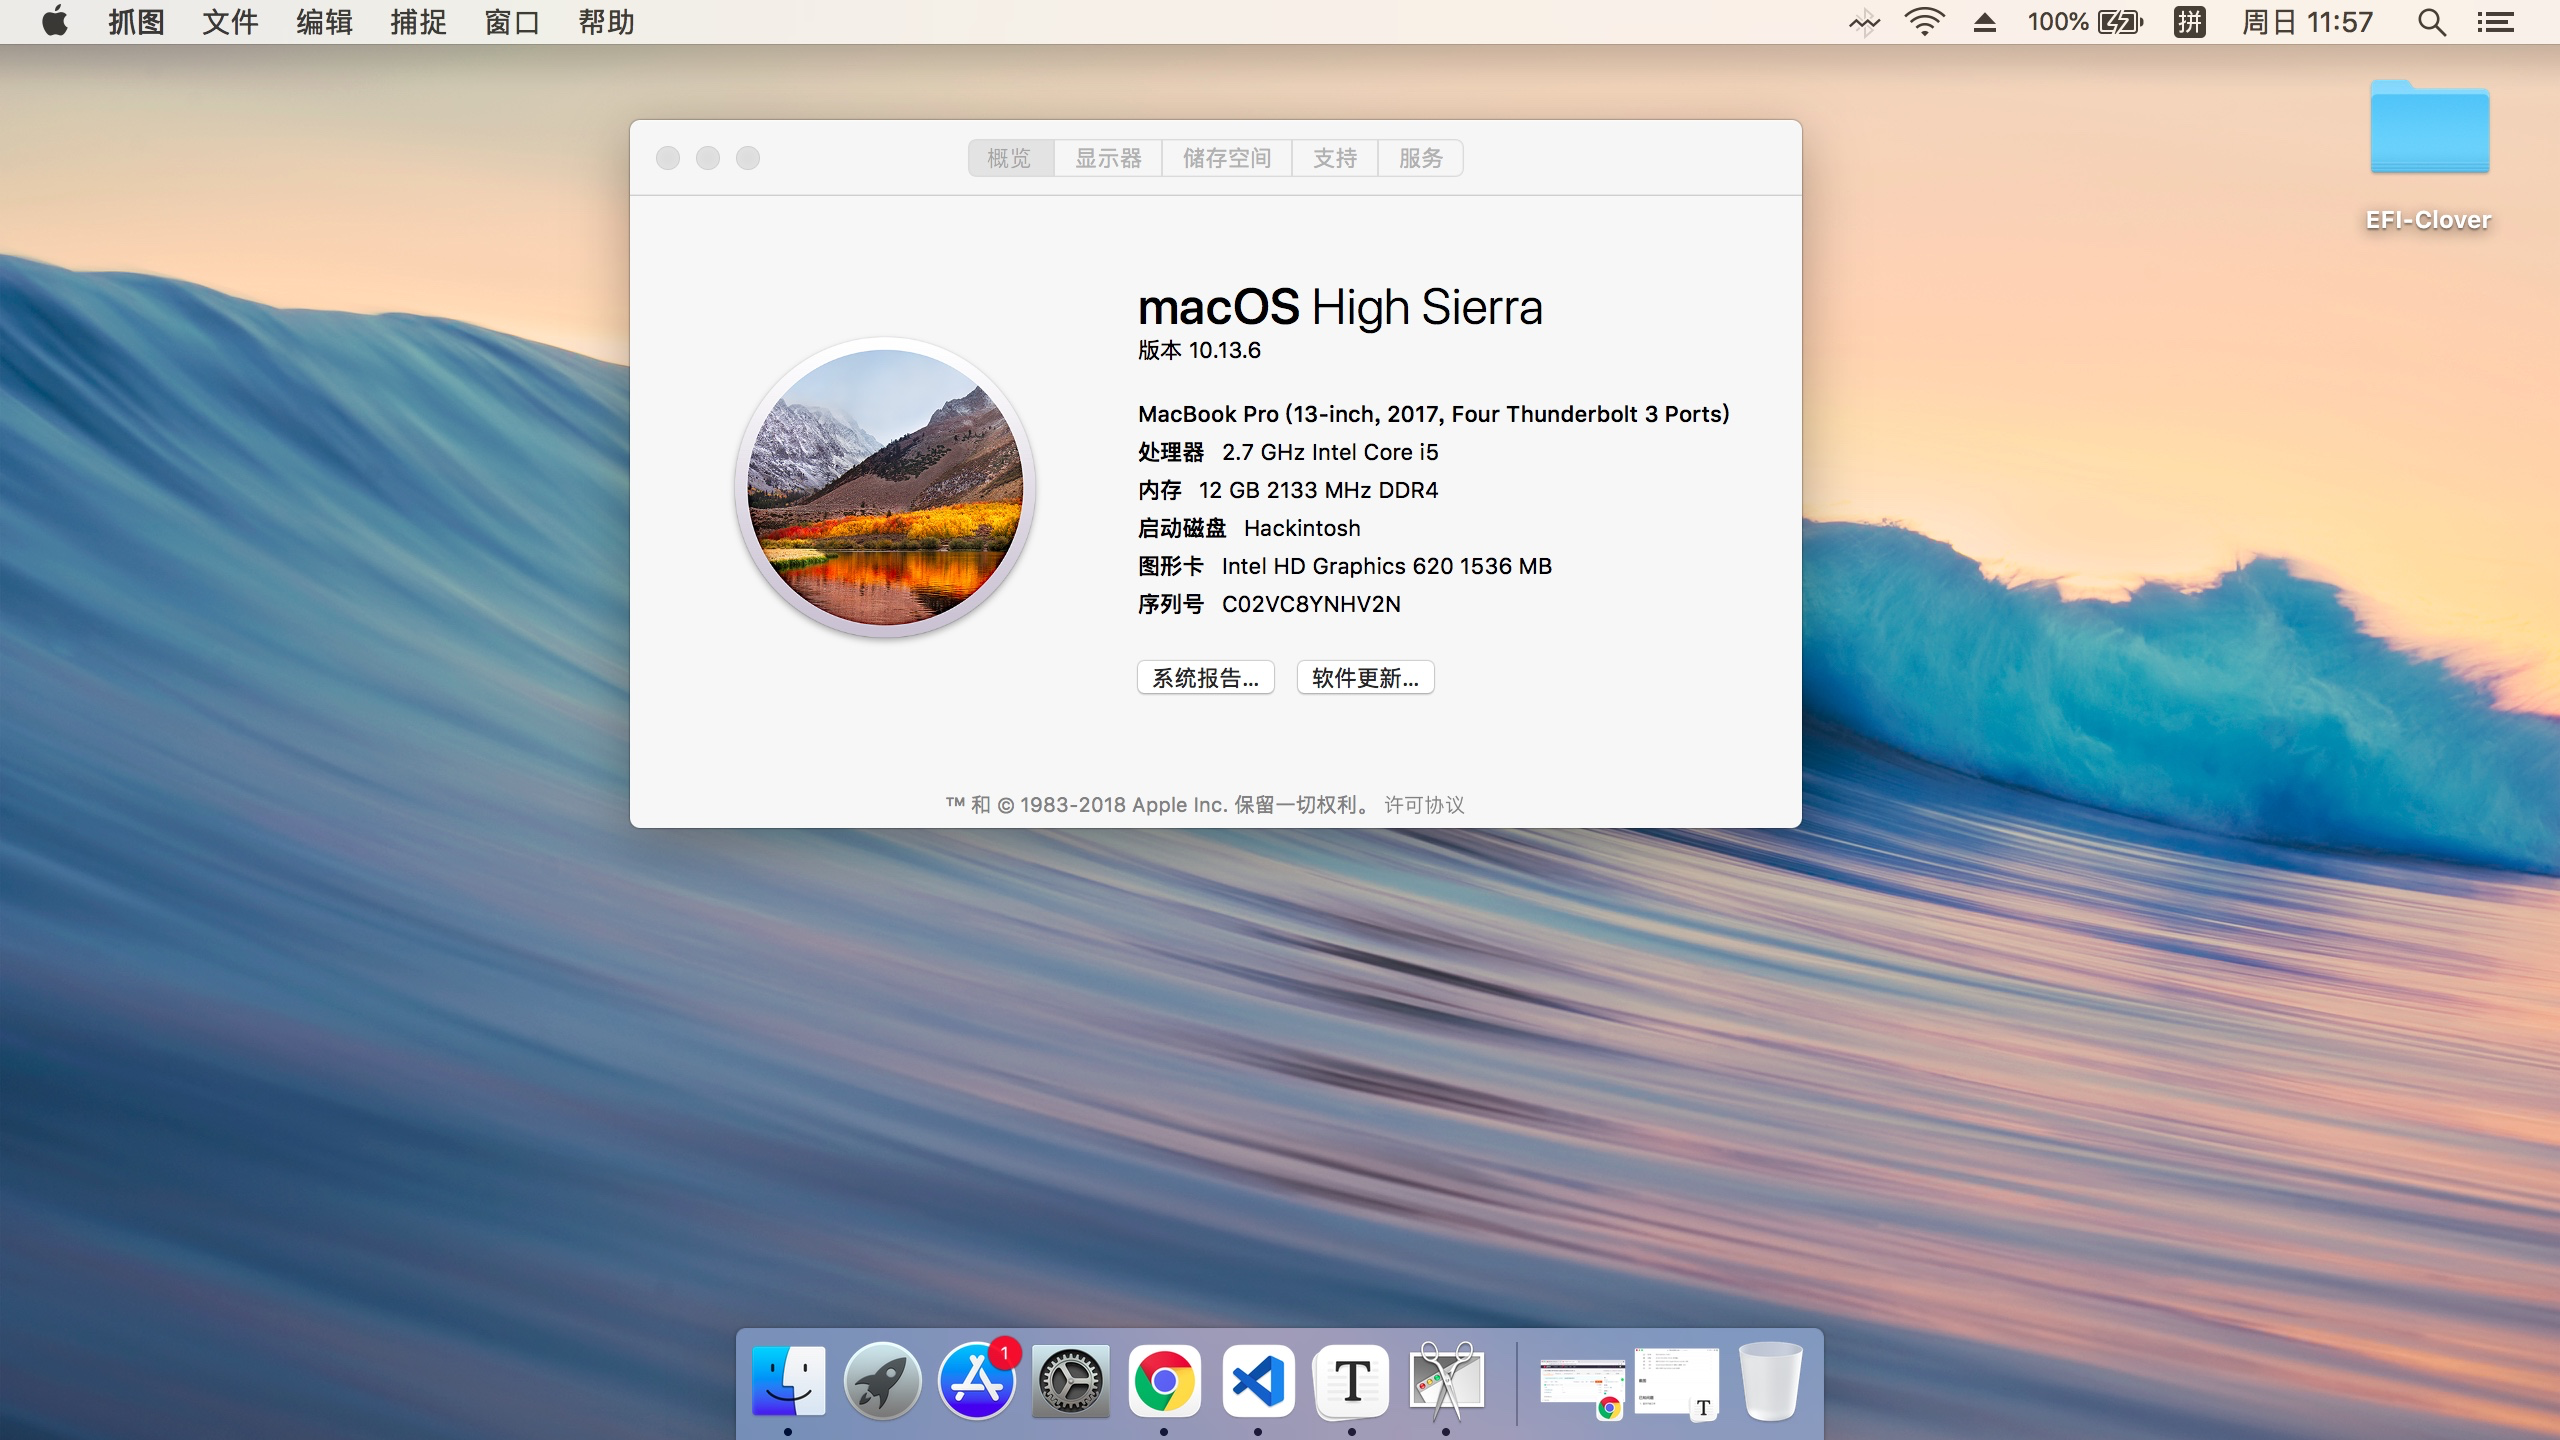 抓图 文件 编辑 捕捉 窗口 帮助 100% 拼 周日 11:57
EFI-Clover
概览 显示器 储存空间 支持 服务
macOS High Sierra
版本 10.13.6
MacBook Pro (13-inch, 2017, Four Thunderbolt 3 Ports)
处理器 2.7 GHz Intel Core i5
内存 12 GB 2133 MHz DDR4
启动磁盘 Hackintosh
图形卡 Intel HD Graphics 620 1536 MB
序列号 C02VC8YNHV2N
系统报告... 软件更新...
™ 和 © 1983-2018 Apple Inc. 保留一切权利。 许可协议
1
T
T